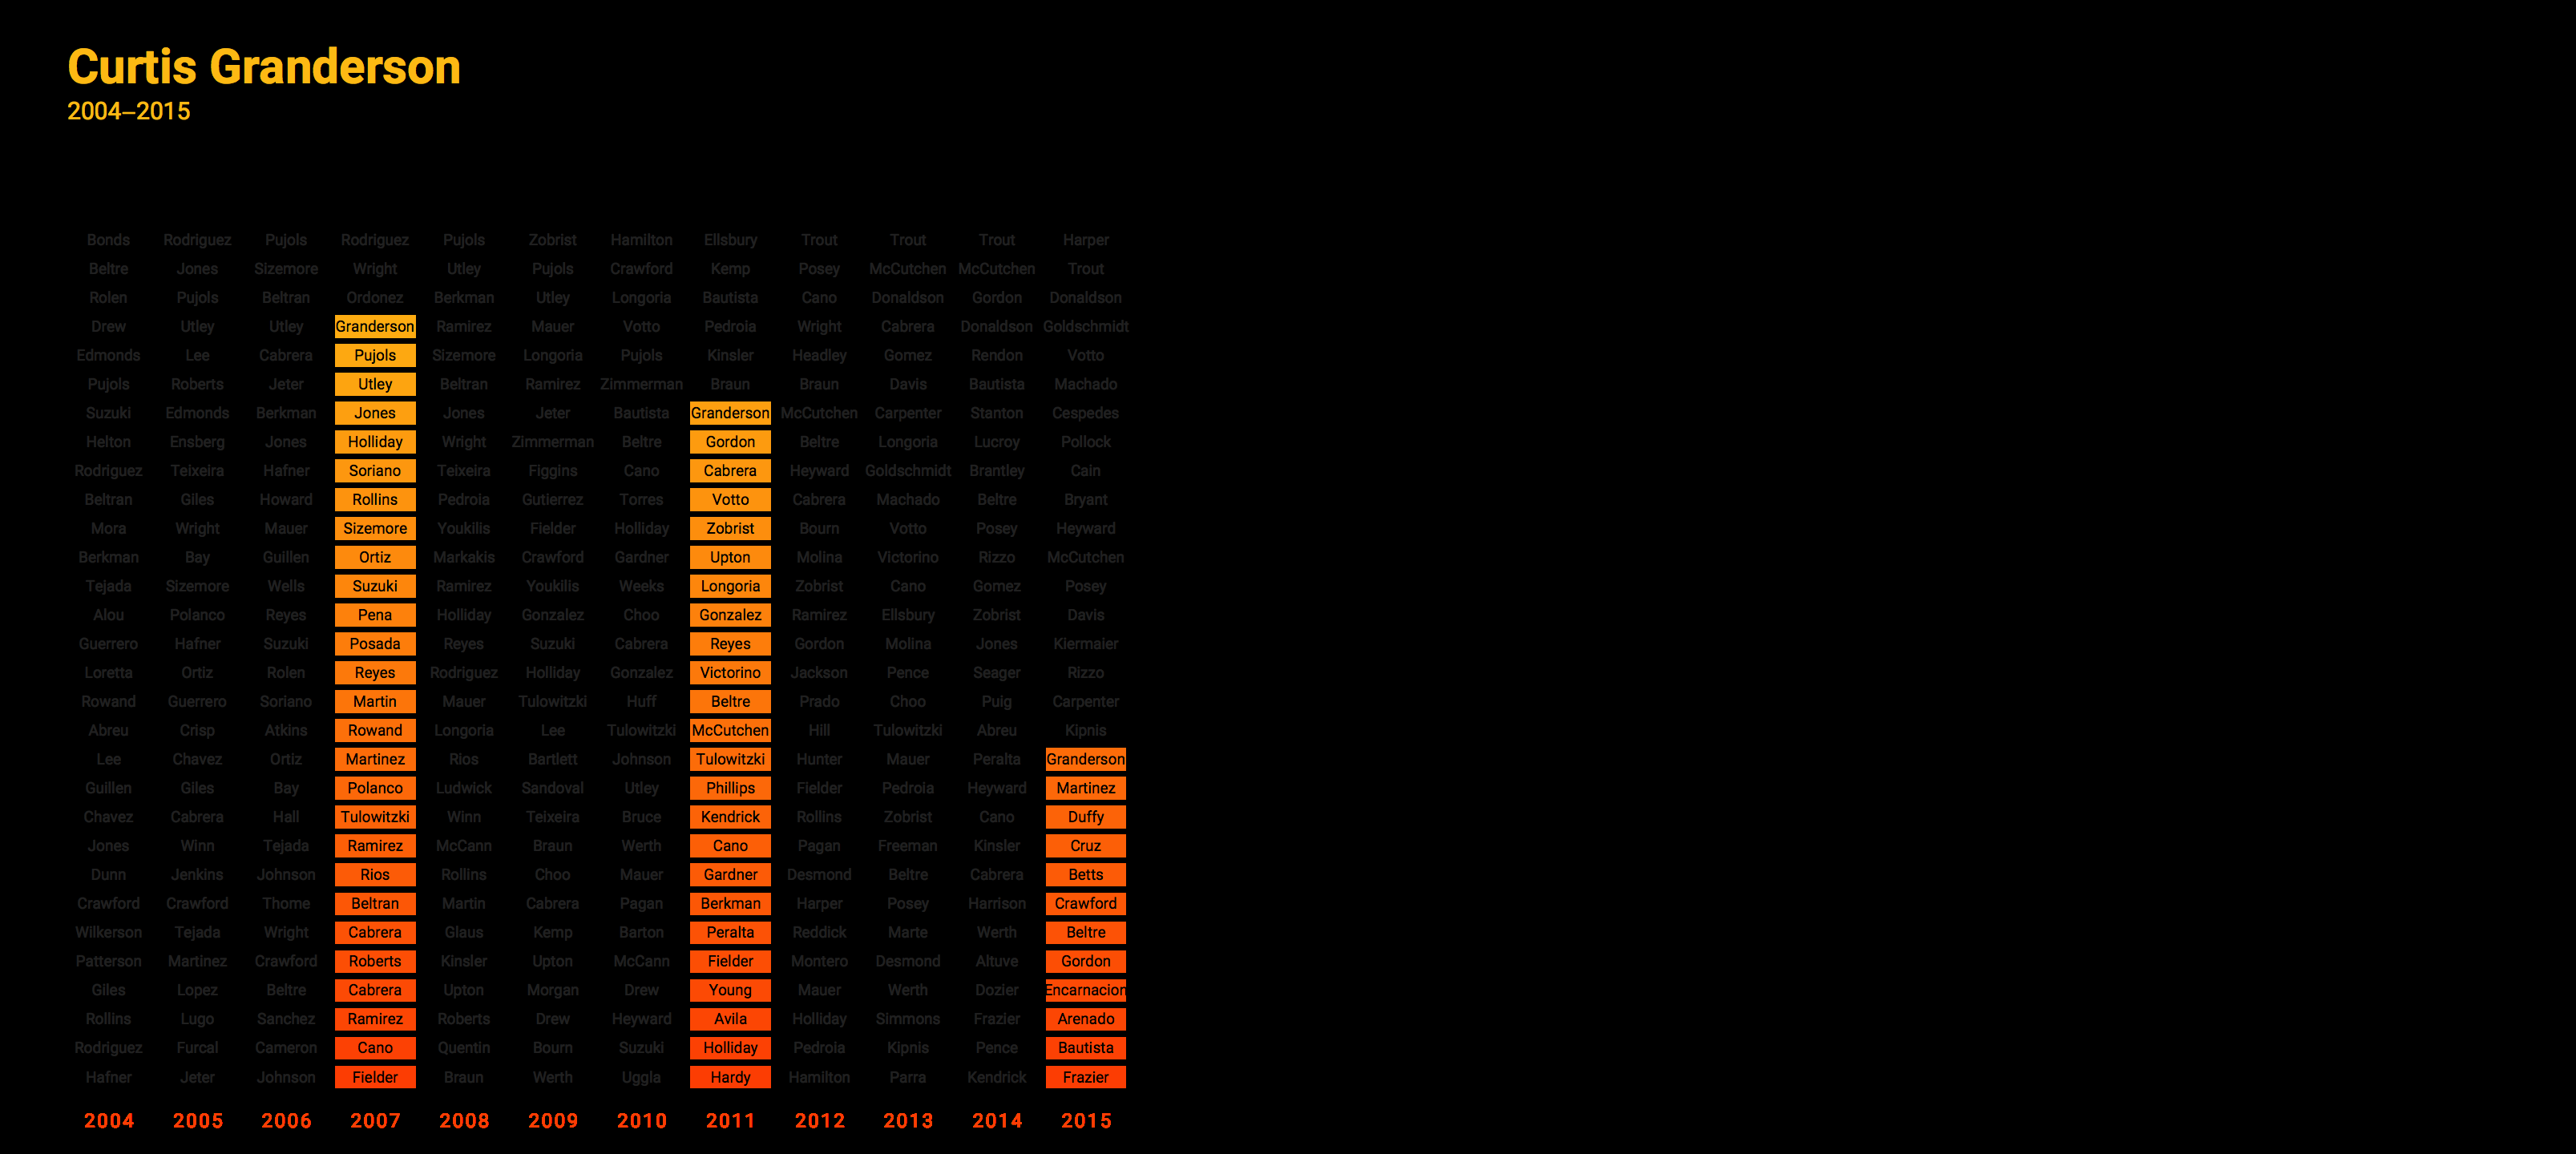 Curtis Granderson
2004–2015
Bonds Rodriguez Pujols Rodriguez Pujols Zobrist Hamilton Ellsbury Trout Trout Trout Harper
Beltre Jones Sizemore Wright Utley Pujols Crawford Kemp Posey McCutchen McCutchen Trout
Rolen Pujols Beltran Ordonez Berkman Utley Longoria Bautista Cano Donaldson Gordon Donaldson
Drew Utley Utley Granderson Ramirez Mauer Votto Pedroia Wright Cabrera Donaldson Goldschmidt
Edmonds Lee Cabrera Pujols Sizemore Longoria Pujols Kinsler Headley Gomez Rendon Votto
Pujols Roberts Jeter Utley Beltran Ramirez Zimmerman Braun Braun Davis Bautista Machado
Suzuki Edmonds Berkman Jones Jones Jeter Bautista Granderson McCutchen Carpenter Stanton Cespedes
Helton Ensberg Jones Holliday Wright Zimmerman Beltre Gordon Beltre Longoria Lucroy Pollock
Rodriguez Teixeira Hafner Soriano Teixeira Figgins Cano Cabrera Heyward Goldschmidt Brantley Cain
Beltran Giles Howard Rollins Pedroia Gutierrez Torres Votto Cabrera Machado Beltre Bryant
Mora Wright Mauer Sizemore Youkilis Fielder Holliday Zobrist Bourn Votto Posey Heyward
Berkman Bay Guillen Ortiz Markakis Crawford Gardner Upton Molina Victorino Rizzo McCutchen
Tejada Sizemore Wells Suzuki Ramirez Youkilis Weeks Longoria Zobrist Cano Gomez Posey
Alou Polanco Reyes Pena Holliday Gonzalez Choo Gonzalez Ramirez Ellsbury Zobrist Davis
Guerrero Hafner Suzuki Posada Reyes Suzuki Cabrera Reyes Gordon Molina Jones Kiermaier
Loretta Ortiz Rolen Reyes Rodriguez Holliday Gonzalez Victorino Jackson Pence Seager Rizzo
Rowand Guerrero Soriano Martin Mauer Tulowitzki Huff Beltre Prado Choo Puig Carpenter
Abreu Crisp Atkins Rowand Longoria Lee Tulowitzki McCutchen Hill Tulowitzki Abreu Kipnis
Lee Chavez Ortiz Martinez Rios Bartlett Johnson Tulowitzki Hunter Mauer Peralta Granderson
Guillen Giles Bay Polanco Ludwick Sandoval Utley Phillips Fielder Pedroia Heyward Martinez
Chavez Cabrera Hall Tulowitzki Winn Teixeira Bruce Kendrick Rollins Zobrist Cano Duffy
Jones Winn Tejada Ramirez McCann Braun Werth Cano Pagan Freeman Kinsler Cruz
Dunn Jenkins Johnson Rios Rollins Choo Mauer Gardner Desmond Beltre Cabrera Betts
Crawford Crawford Thome Beltran Martin Cabrera Pagan Berkman Harper Posey Harrison Crawford
Wilkerson Tejada Wright Cabrera Glaus Kemp Barton Peralta Reddick Marte Werth Beltre
Patterson Martinez Crawford Roberts Kinsler Upton McCann Fielder Montero Desmond Altuve Gordon
Giles Lopez Beltre Cabrera Upton Morgan Drew Young Mauer Werth Dozier Encarnacion
Rollins Lugo Sanchez Ramirez Roberts Drew Heyward Avila Holliday Simmons Frazier Arenado
Rodriguez Furcal Cameron Cano Quentin Bourn Suzuki Holliday Pedroia Kipnis Pence Bautista
Hafner Jeter Johnson Fielder Braun Werth Uggla Hardy Hamilton Parra Kendrick Frazier
2004 2005 2006 2007 2008 2009 2010 2011 2012 2013 2014 2015